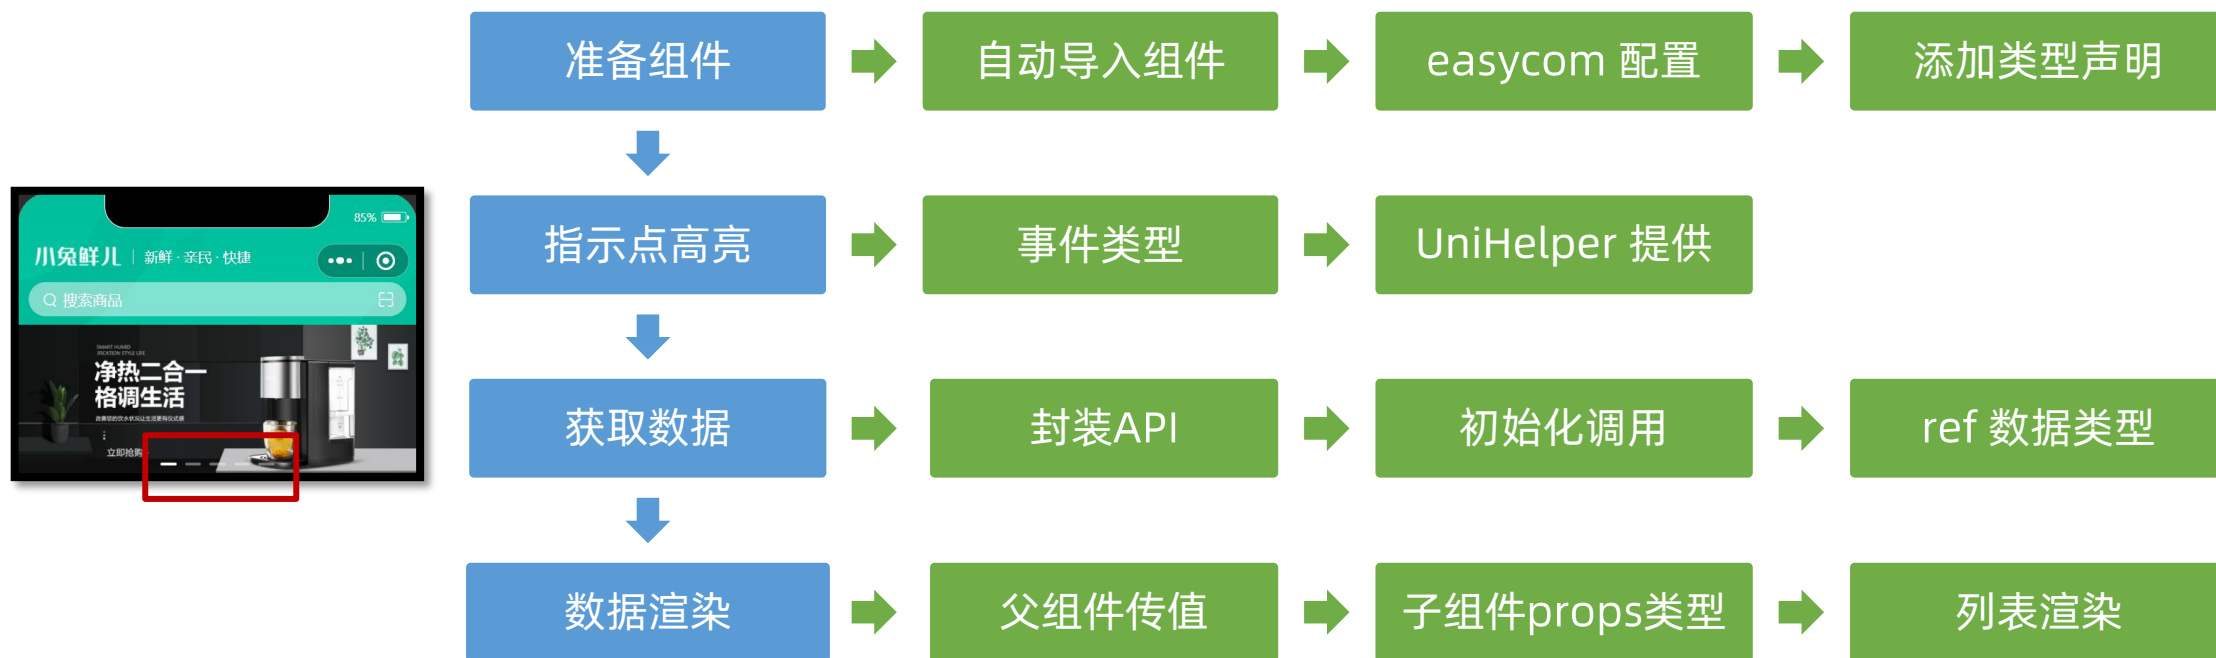 准备组件
自动导入组件
easycom 配置
添加类型声明
指示点高亮
事件类型
UniHelper 提供
85%
小兔鲜儿
新鲜·亲民·快捷
搜索商品
SMART HUMID
净热二合一
格调生活
立即抢购
获取数据
封装API
初始化调用
ref 数据类型
数据渲染
父组件传值
子组件props类型
列表渲染